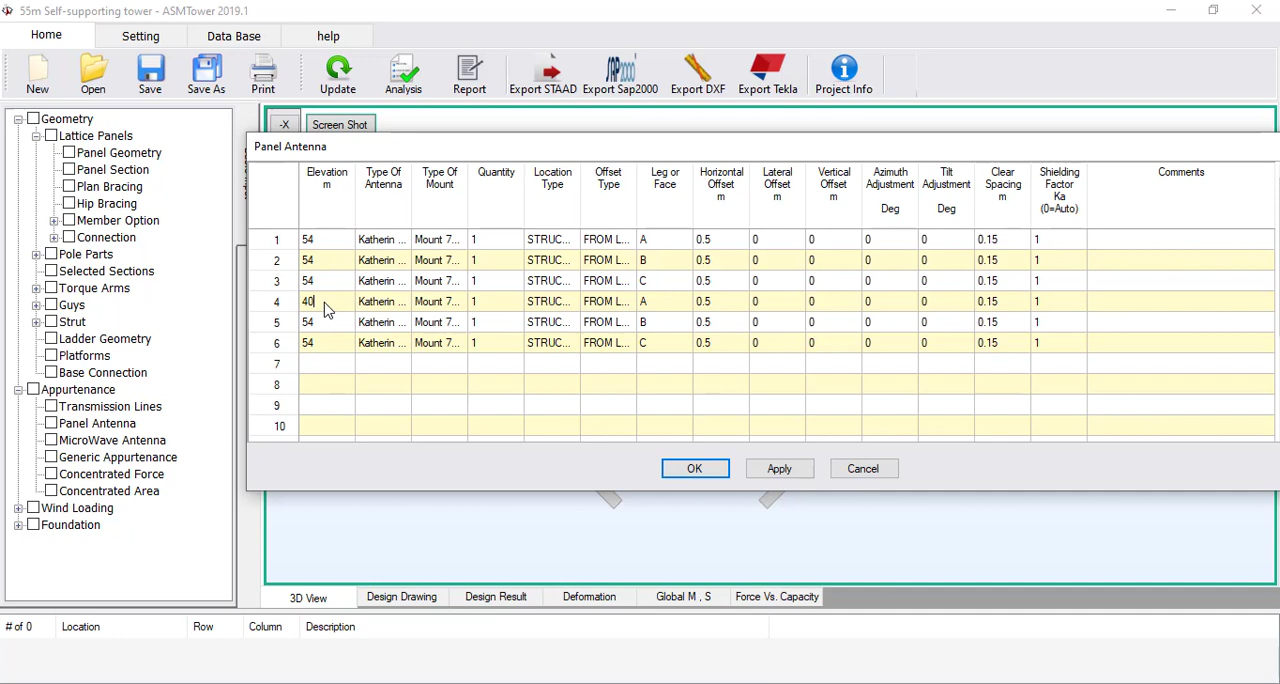 55m Self-supporting tower - ASMTower 2019.1
Home Setting Data Base help
New Open Save Save As Print Update Analysis Report Export STAAD Export Sap2000 Export DXF Export Tekla Project Info
SAP2000
Geometry
Lattice Panels
Panel Geometry
Panel Section
Plan Bracing
Hip Bracing
Member Option
Connection
Pole Parts
Selected Sections
Torque Arms
Guys
Strut
Ladder Geometry
Platforms
Base Connection
Appurtenance
Transmission Lines
Panel Antenna
MicroWave Antenna
Generic Appurtenance
Concentrated Force
Concentrated Area
Wind Loading
Foundation
-X Screen Shot
Panel Antenna
Elevation m Type Of Antenna Type Of Mount Quantity Location Type Offset Type Leg or Face Horizontal Offset m Lateral Offset m Vertical Offset m Azimuth Adjustment Deg Tilt Adjustment Deg Clear Spacing m Shielding Factor Ka (0=Auto) Comments
1 54 Katherin ... Mount 7... 1 STRUC... FROM L... A 0.5 0 0 0 0 0.15 1
2 54 Katherin ... Mount 7... 1 STRUC... FROM L... B 0.5 0 0 0 0 0.15 1
3 54 Katherin ... Mount 7... 1 STRUC... FROM L... C 0.5 0 0 0 0 0.15 1
4 40 Katherin ... Mount 7... 1 STRUC... FROM L... A 0.5 0 0 0 0 0.15 1
5 54 Katherin ... Mount 7... 1 STRUC... FROM L... B 0.5 0 0 0 0 0.15 1
6 54 Katherin ... Mount 7... 1 STRUC... FROM L... C 0.5 0 0 0 0 0.15 1
7
8
9
10
OK Apply Cancel
3D View Design Drawing Design Result Deformation Global M , S Force Vs. Capacity
# of 0 Location Row Column Description